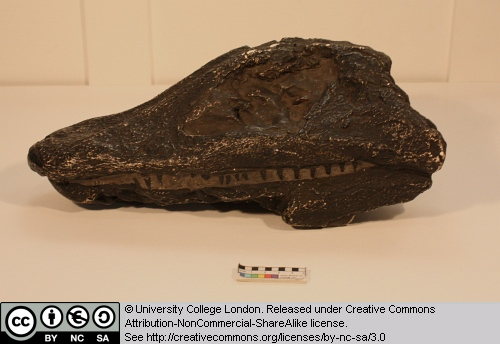 cc BY NC SA
© University College London. Released under Creative Commons
Attribution-NonCommercial-ShareAlike license.
See http://creativecommons.org/licenses/by-nc-sa/3.0